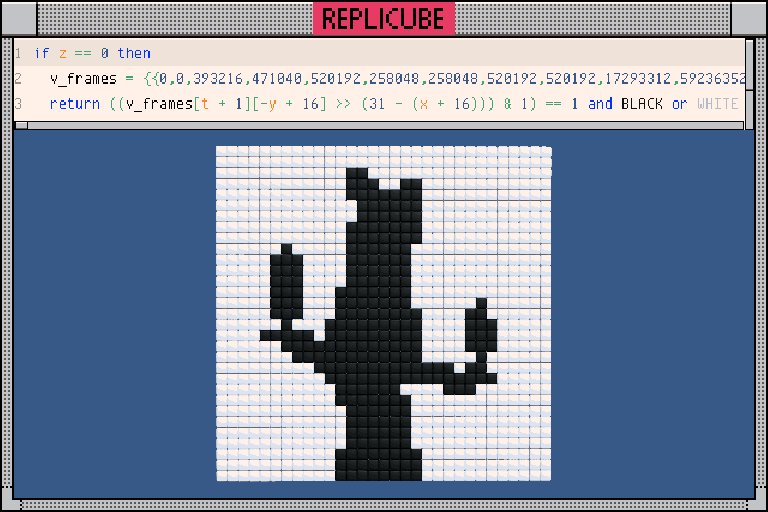 REPLICUBE
1 if z == 0 then
2 v_frames = {{0,0,393216,471040,520192,258048,258048,520192,520192,17293312,59236352
3 return ((v_frames[t + 1][-y + 16] >> (31 - (x + 16))) & 1) == 1 and BLACK or WHITE